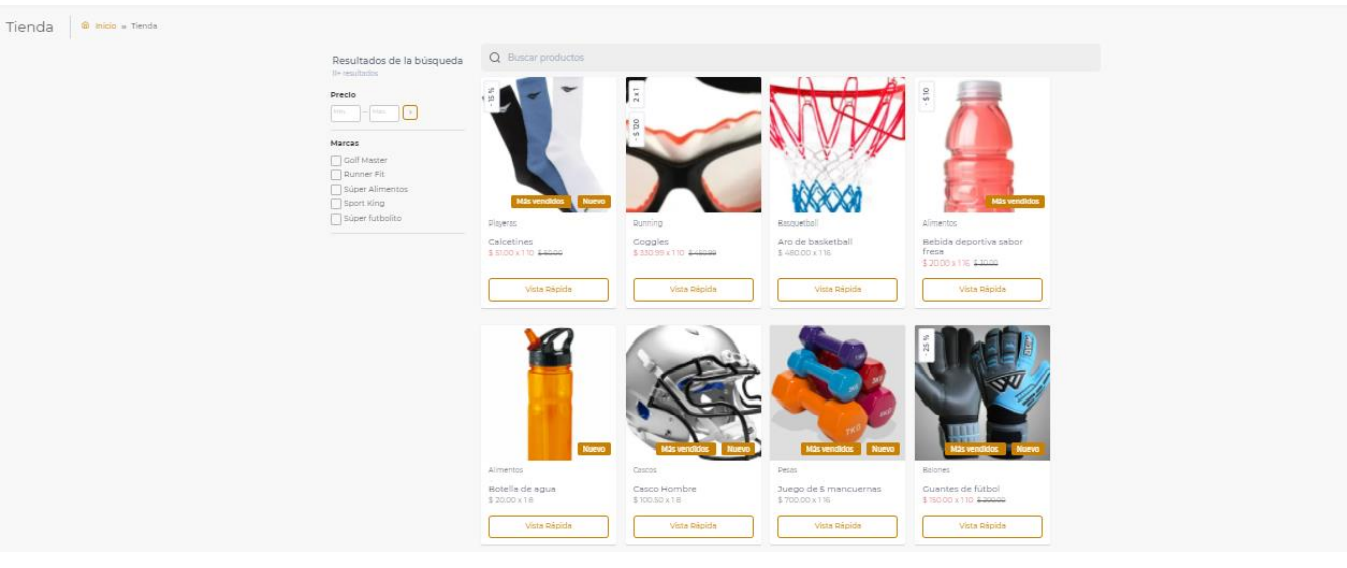 Tienda
Inicio » Tienda
Resultados de la búsqueda
11+ resultados
Precio
Mín. – Máx. >
Marcas
Golf Master
Runner Fit
Súper Alimentos
Sport King
Súper futbolito
Buscar productos
- 15 %
Más vendidos Nuevo
Playeras
Calcetines
$ 51.00 x 1 10 $ 60.00
Vista Rápida
2 x 1
- $ 120
Running
Goggles
$ 330.99 x 1 10 $ 450.99
Vista Rápida
Basquetball
Aro de basketball
$ 480.00 x 1 16
Vista Rápida
- $ 10
Más vendidos
Alimentos
Bebida deportiva sabor
fresa
$ 20.00 x 1 16 $ 30.00
Vista Rápida
Nuevo
Alimentos
Botella de agua
$ 20.00 x 1 8
Vista Rápida
Más vendidos Nuevo
Cascos
Casco Hombre
$ 100.50 x 1 8
Vista Rápida
1KG
Más vendidos Nuevo
Pesas
Juego de 5 mancuernas
$ 700.00 x 1 16
Vista Rápida
- 25 %
Más vendidos Nuevo
Balones
Guantes de fútbol
$ 150.00 x 1 10 $ 200.00
Vista Rápida